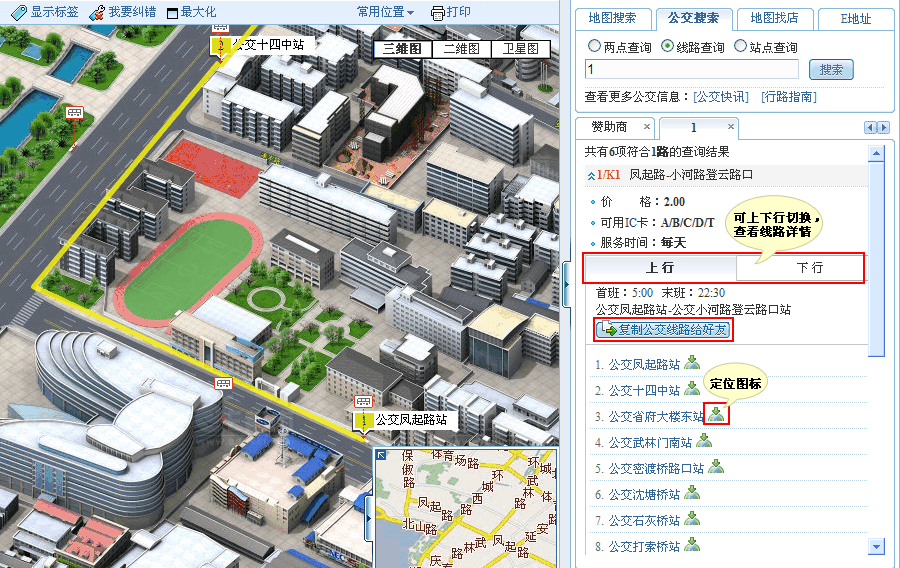 显示标签 我要纠错 最大化 常用位置 打印
2 公交十四中站
三维图 二维图 卫星图
1 公交凤起路站
保俶路 体育场路 环城
凤起路 西 环城
北山路 延安
庆春路 武林路 凤起路
地图搜索 公交搜索 地图找店 E地址
两点查询 线路查询 站点查询
1 搜索
查看更多公交信息：[公交快讯] [行路指南]
赞助商 × 1 ×
共有6项符合1路的查询结果
1/K1 凤起路-小河路登云路口
价 格：2.00
可用IC卡：A/B/C/D/T
服务时间：每天
可上下行切换，
查看线路详情
上行 下行
首班：5:00 末班：22:30
公交凤起路站-公交小河路登云路口站
复制公交线路给好友
1. 公交凤起路站
定位图标
2. 公交十四中站
3. 公交省府大楼东站
4. 公交武林门南站
5. 公交密渡桥路口站
6. 公交沈塘桥站
7. 公交石灰桥站
8. 公交打索桥站